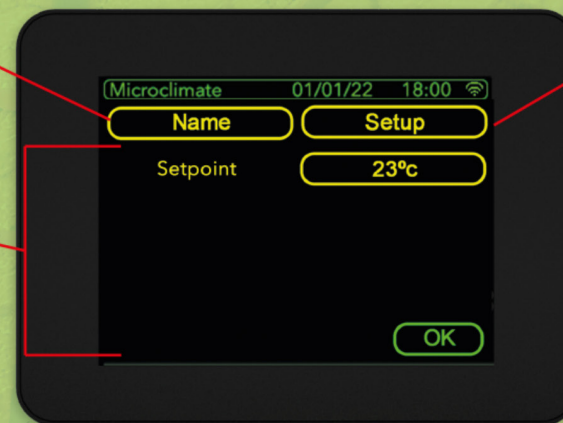 Microclimate 01/01/22 18:00
Name Setup
Setpoint 23ºc
OK